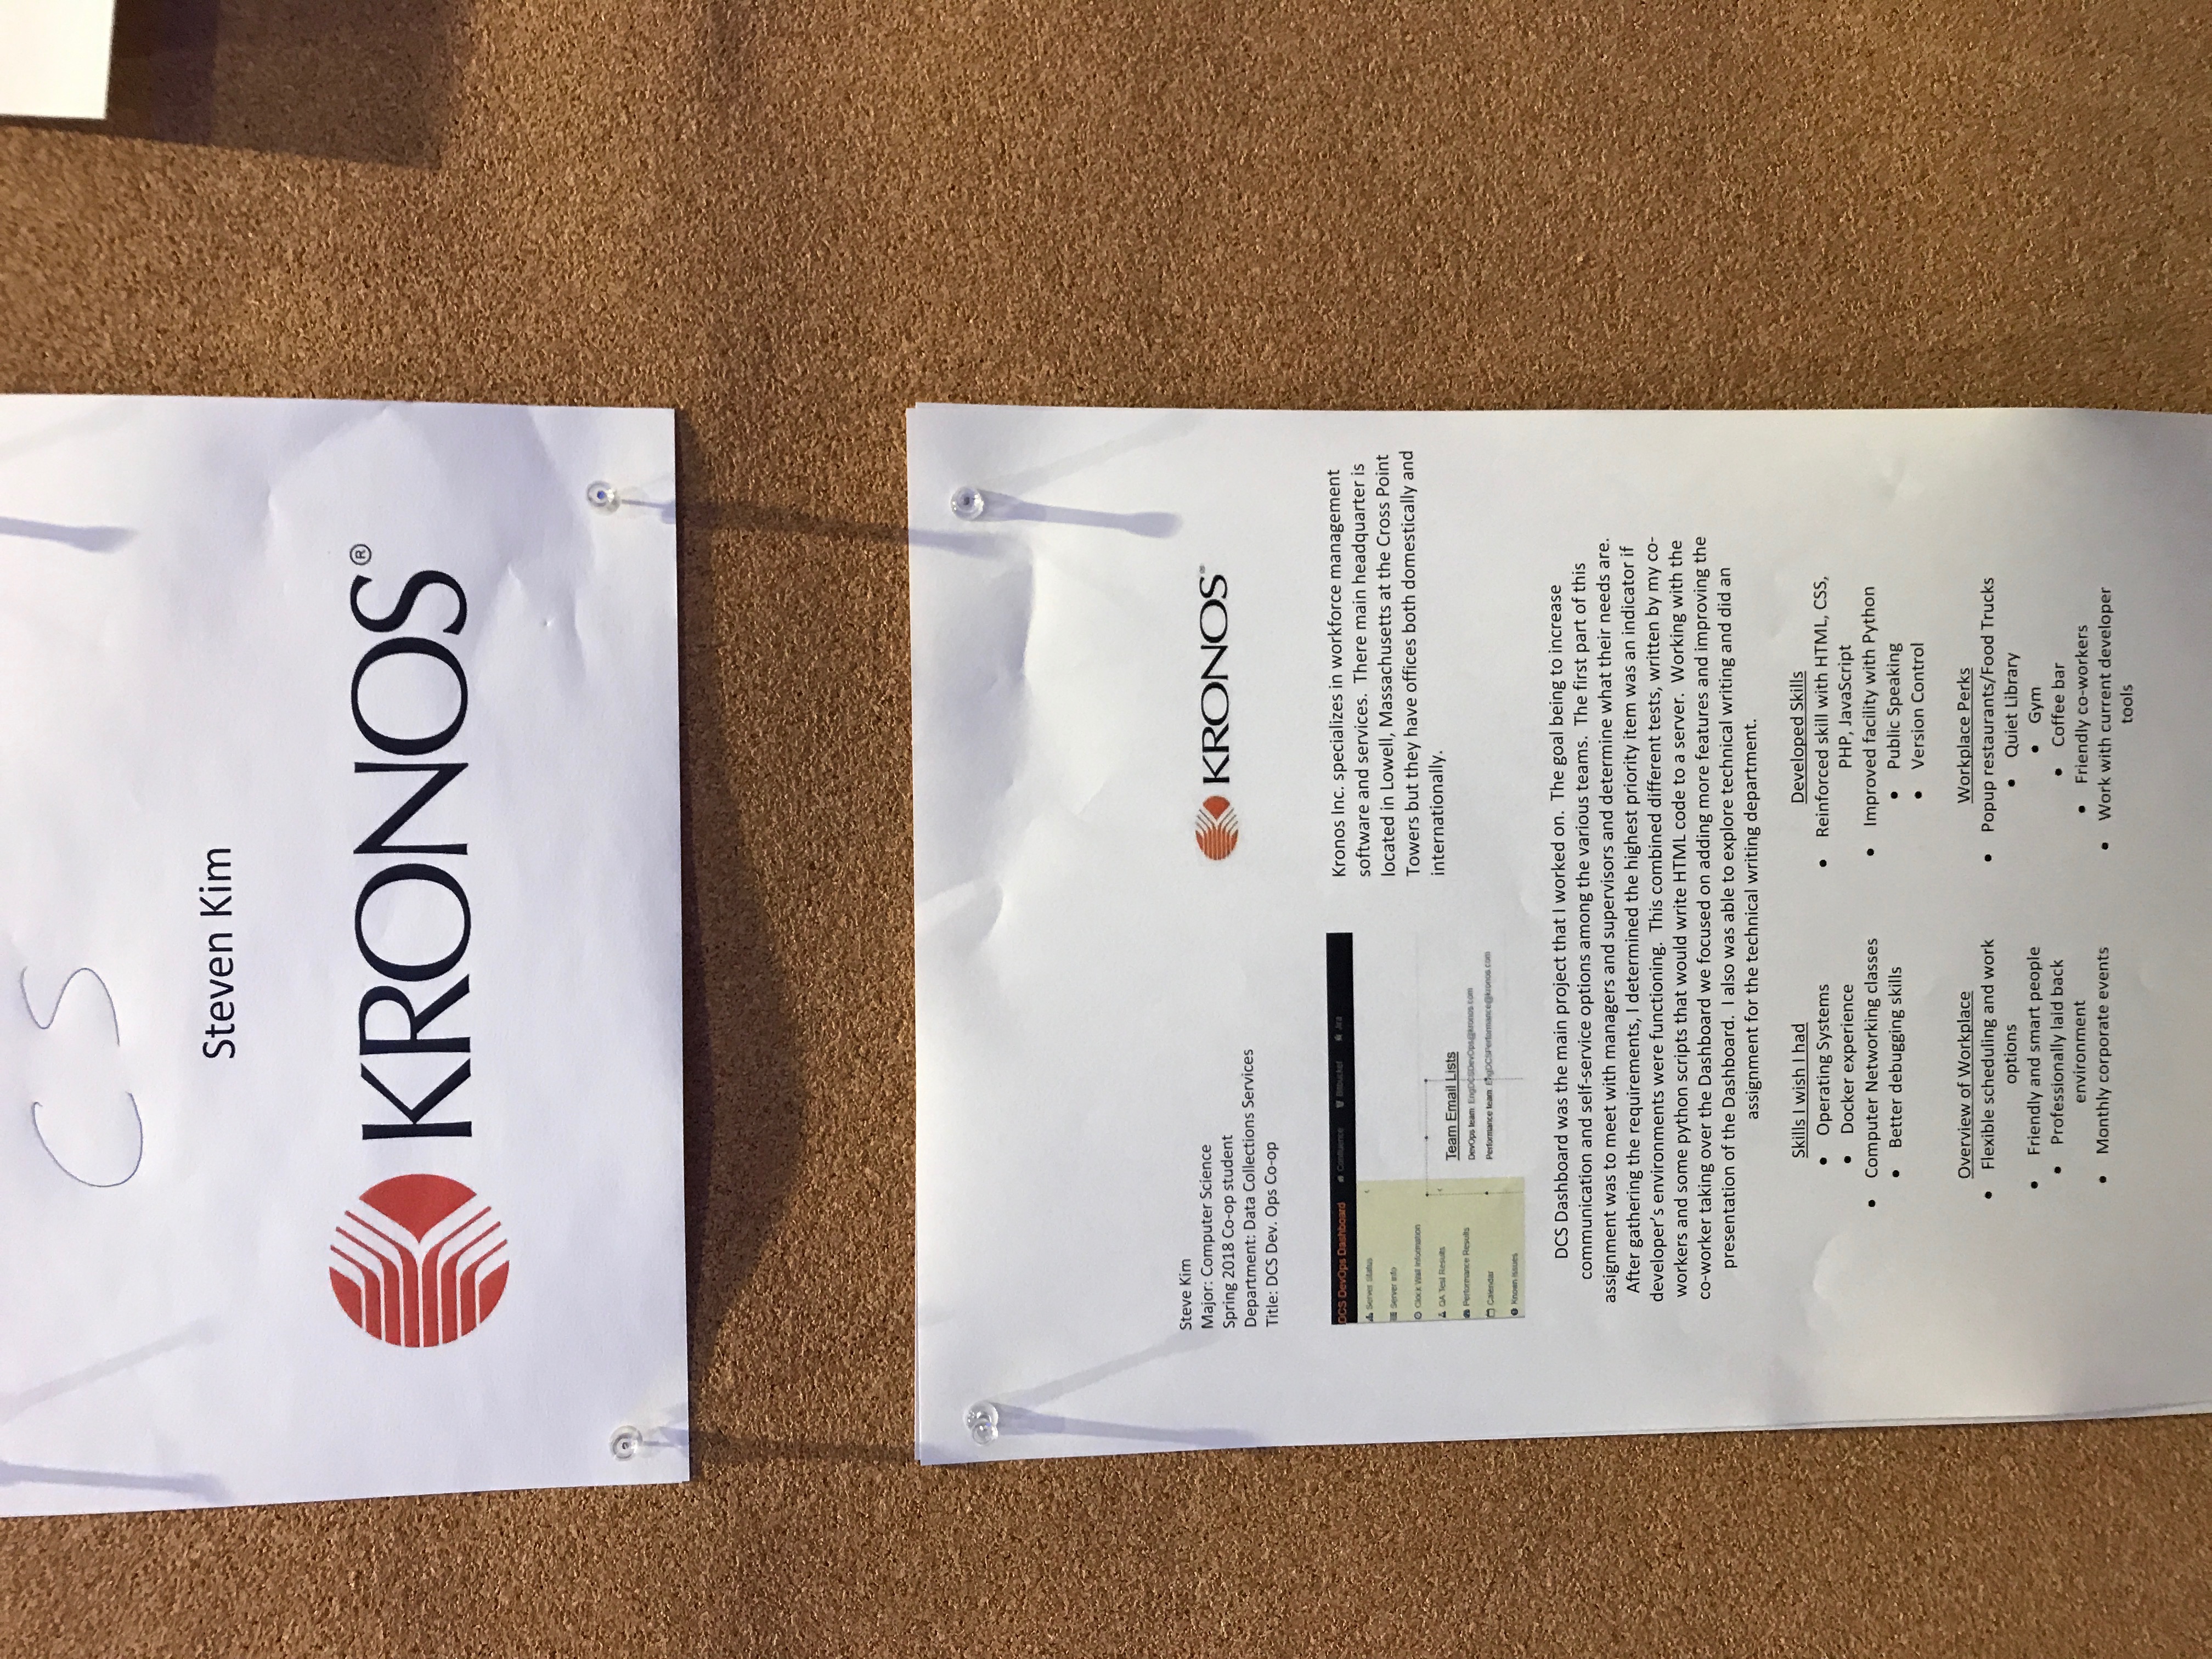 CS
Steven Kim
KRONOS®
Steve Kim
Major: Computer Science
Spring 2018 Co-op student
Department: Data Collections Services
Title: DCS Dev. Ops Co-op
KRONOS®
DCS DevOps Dashboard Confluence Bitbucket Jira
Server Status
Server Info
Clock Wall Information
QA Test Results
Performance Results
Calendar
Known Issues
Team Email Lists
DevOps team: EngDCSDevOps@kronos.com
Performance team: EngDCSPerformance@kronos.com
Kronos Inc. specializes in workforce management
software and services. There main headquarter is
located in Lowell, Massachusetts at the Cross Point
Towers but they have offices both domestically and
internationally.
DCS Dashboard was the main project that I worked on. The goal being to increase
communication and self-service options among the various teams. The first part of this
assignment was to meet with managers and supervisors and determine what their needs are.
After gathering the requirements, I determined the highest priority item was an indicator if
developer's environments were functioning. This combined different tests, written by my co-
workers and some python scripts that would write HTML code to a server. Working with the
co-worker taking over the Dashboard we focused on adding more features and improving the
presentation of the Dashboard. I also was able to explore technical writing and did an
assignment for the technical writing department.
Skills I wish I had
• Operating Systems
• Docker experience
• Computer Networking classes
• Better debugging skills
Developed Skills
• Reinforced skill with HTML, CSS,
PHP, JavaScript
• Improved facility with Python
• Public Speaking
• Version Control
Overview of Workplace
• Flexible scheduling and work
options
• Friendly and smart people
• Professionally laid back
environment
• Monthly corporate events
Workplace Perks
• Popup restaurants/Food Trucks
• Quiet Library
• Gym
• Coffee bar
• Friendly co-workers
• Work with current developer
tools